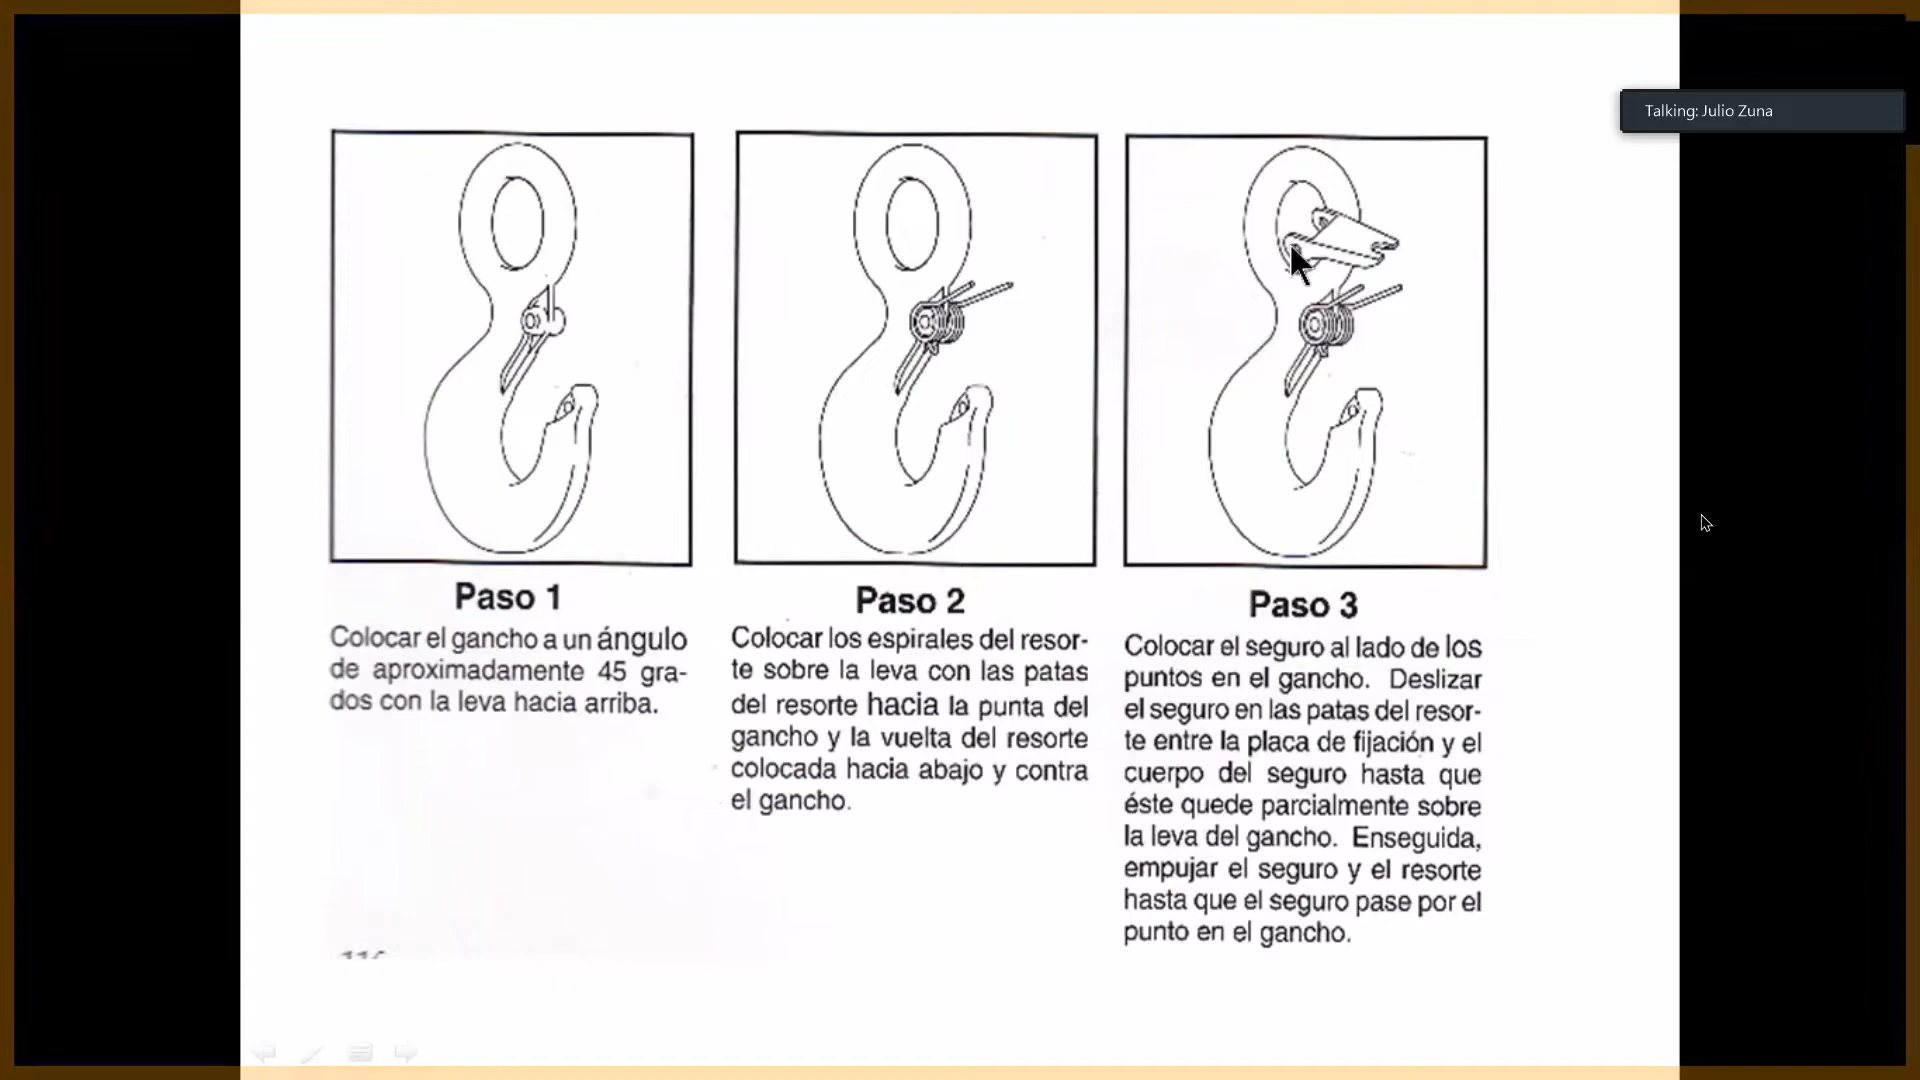 Talking: Julio Zuna
Paso 1
Colocar el gancho a un ángulo
de aproximadamente 45 gra-
dos con la leva hacia arriba.
Paso 2
Colocar los espirales del resor-
te sobre la leva con las patas
del resorte hacia la punta del
gancho y la vuelta del resorte
colocada hacia abajo y contra
el gancho.
Paso 3
Colocar el seguro al lado de los
puntos en el gancho. Deslizar
el seguro en las patas del resor-
te entre la placa de fijación y el
cuerpo del seguro hasta que
éste quede parcialmente sobre
la leva del gancho. Enseguida,
empujar el seguro y el resorte
hasta que el seguro pase por el
punto en el gancho.